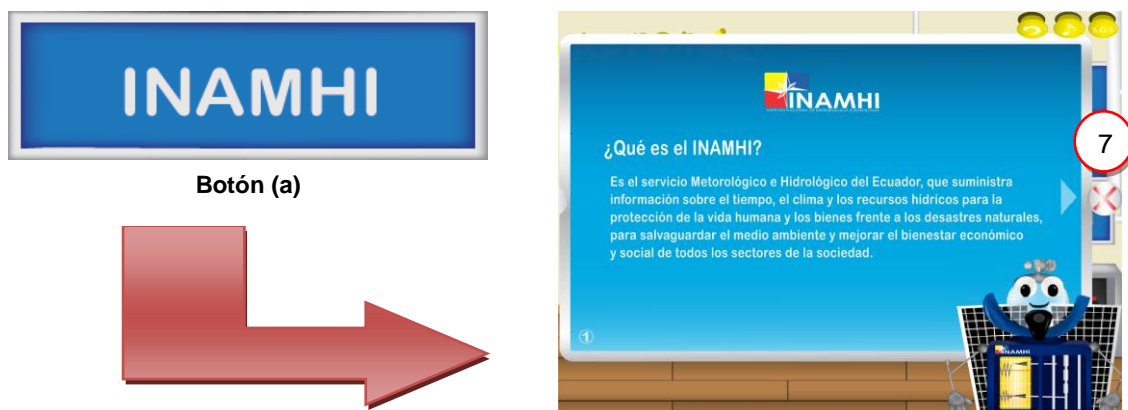 INAMHI
Botón (a)
S.O.S
INAMHI
¿Qué es el INAMHI?
Es el servicio Metorológico e Hidrológico del Ecuador, que suministra
información sobre el tiempo, el clima y los recursos hídricos para la
protección de la vida humana y los bienes frente a los desastres naturales,
para salvaguardar el medio ambiente y mejorar el bienestar económico
y social de todos los sectores de la sociedad.
7
1
INAMHI